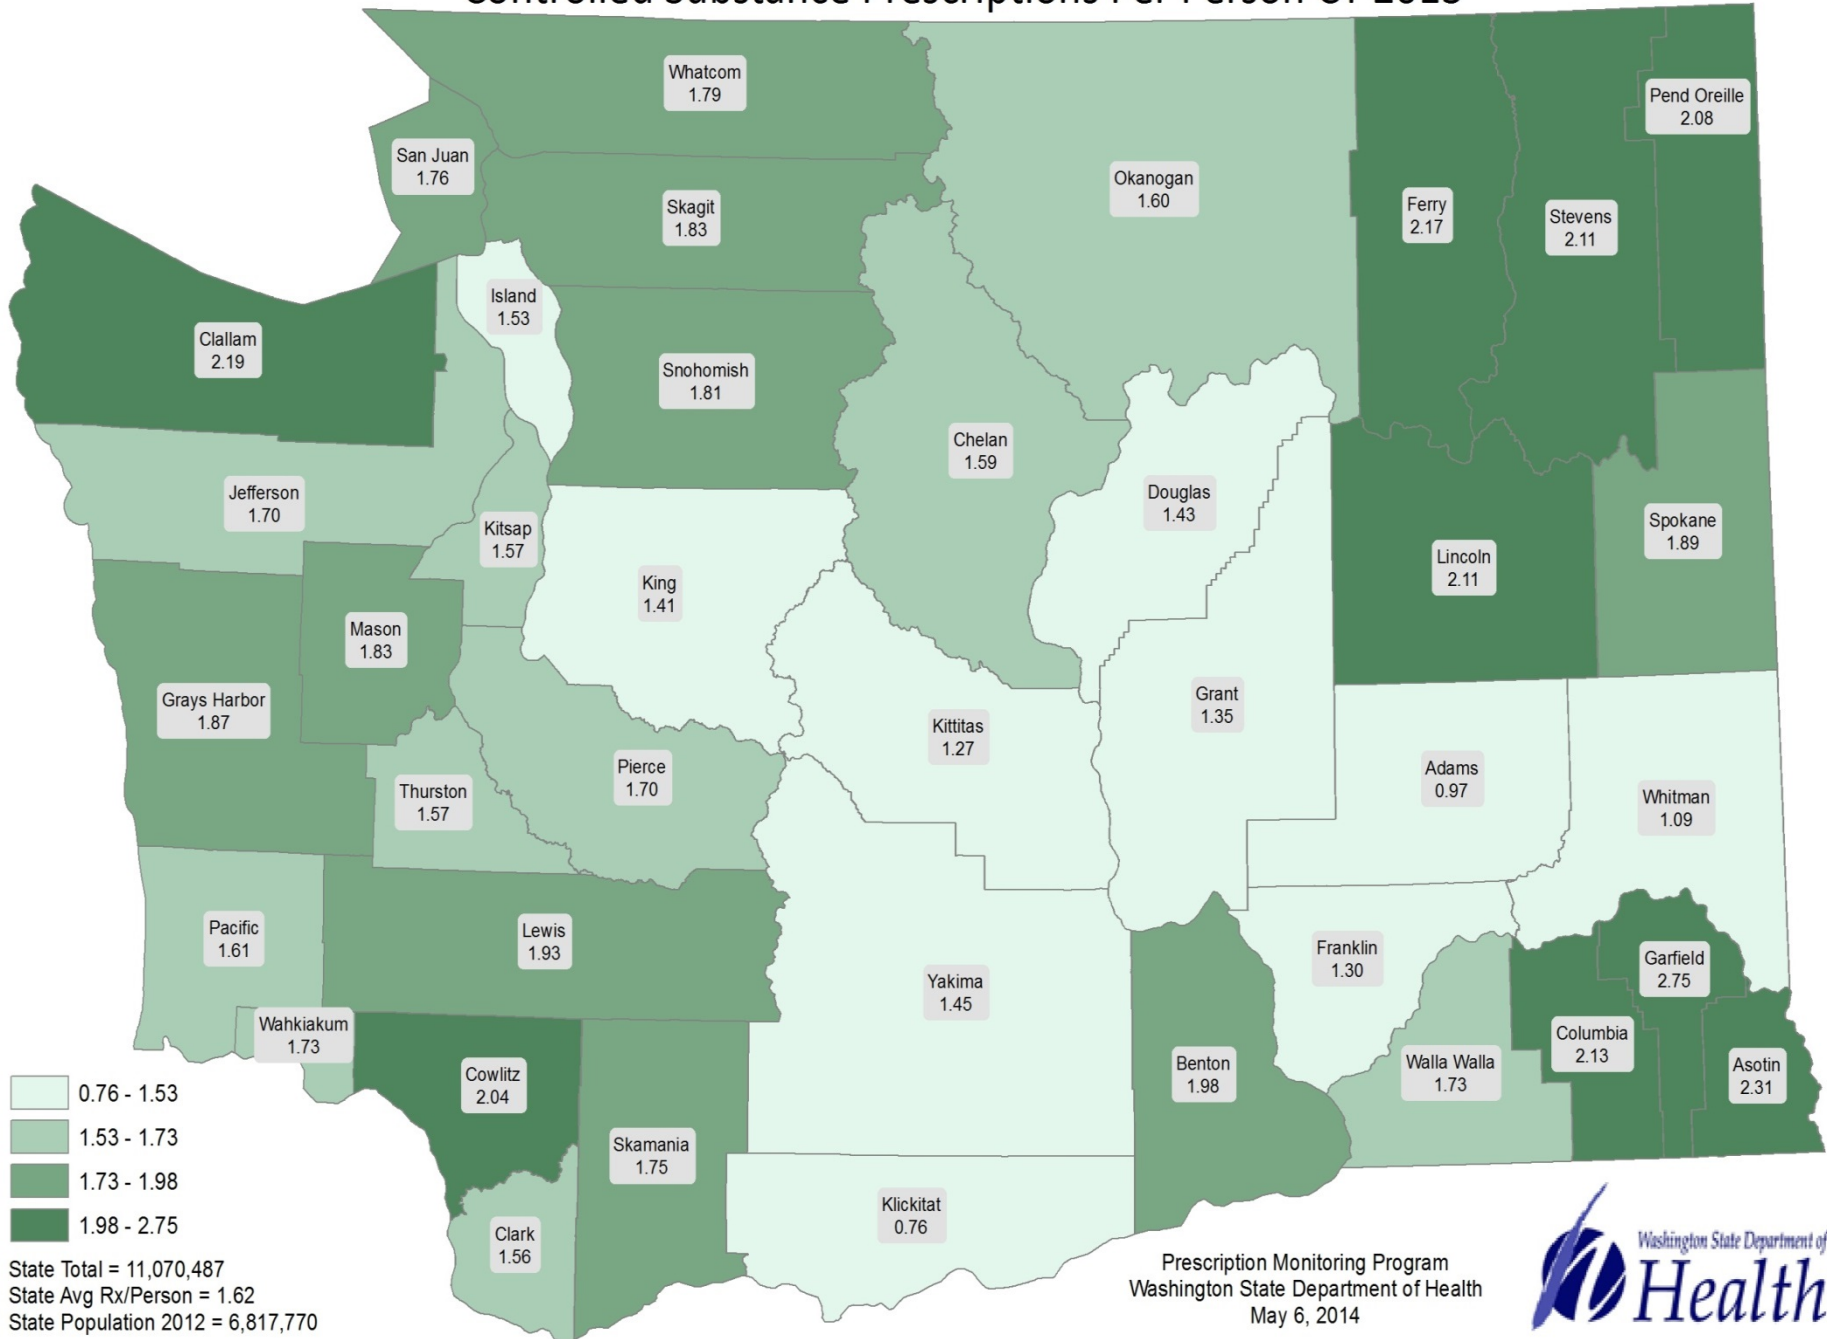 Controlled Substance Prescriptions Per Person CY 2013
Whatcom
1.79
San Juan
1.76
Skagit
1.83
Okanogan
1.60
Ferry
2.17
Stevens
2.11
Pend Oreille
2.08
Island
1.53
Clallam
2.19
Snohomish
1.81
Chelan
1.59
Jefferson
1.70
Kitsap
1.57
Douglas
1.43
Spokane
1.89
Lincoln
2.11
King
1.41
Mason
1.83
Grays Harbor
1.87
Grant
1.35
Kittitas
1.27
Pierce
1.70
Thurston
1.57
Adams
0.97
Whitman
1.09
Pacific
1.61
Lewis
1.93
Yakima
1.45
Franklin
1.30
Garfield
2.75
Wahkiakum
1.73
Columbia
2.13
Cowlitz
2.04
Benton
1.98
Walla Walla
1.73
Asotin
2.31
Skamania
1.75
Klickitat
0.76
Clark
1.56
0.76 - 1.53
1.53 - 1.73
1.73 - 1.98
1.98 - 2.75
State Total = 11,070,487
State Avg Rx/Person = 1.62
State Population 2012 = 6,817,770
Prescription Monitoring Program
Washington State Department of Health
May 6, 2014
Washington State Department of
Health